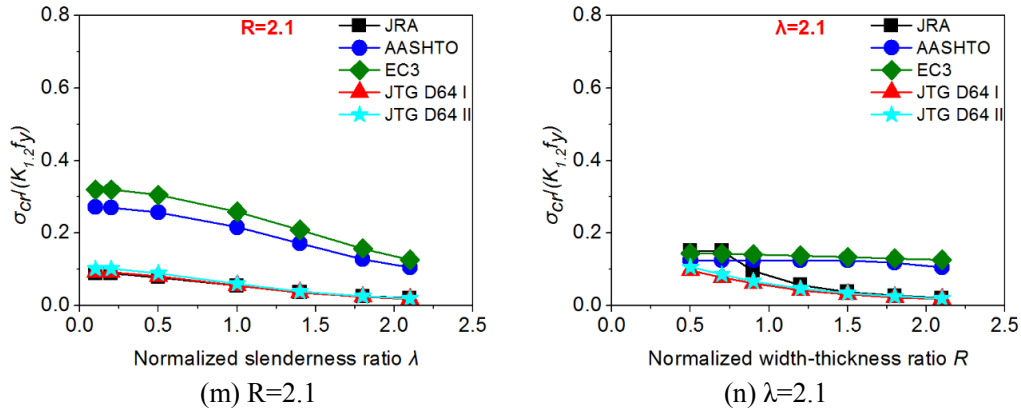 R=2.1
JRA
AASHTO
EC3
JTG D64 I
JTG D64 II
0.8
0.6
0.4
0.2
0.0
σcr/(K1.2fy)
0.0 0.5 1.0 1.5 2.0 2.5
Normalized slenderness ratio λ
(m) R=2.1
λ=2.1
JRA
AASHTO
EC3
JTG D64 I
JTG D64 II
0.8
0.6
0.4
0.2
0.0
σcr/(K1.2fy)
0.0 0.5 1.0 1.5 2.0 2.5
Normalized width-thickness ratio R
(n) λ=2.1